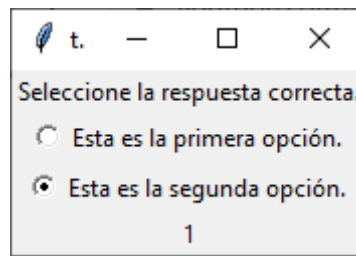 t.
Seleccione la respuesta correcta.
Esta es la primera opción.
Esta es la segunda opción.
1